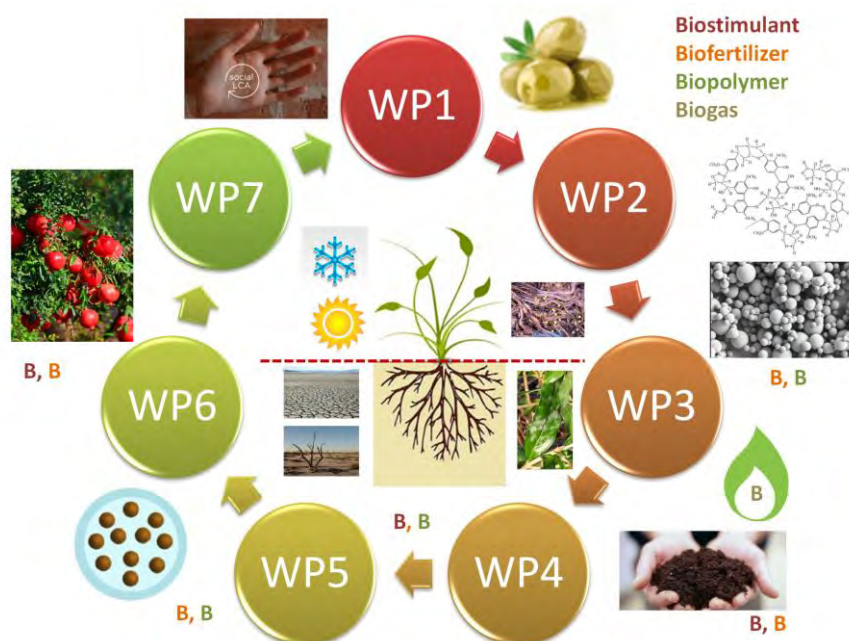 Biostimulant
Biofertilizer
Biopolymer
Biogas
social
LCA
WP1
WP2
WP3
WP4
WP5
WP6
WP7
B, B
B, B
B
B, B
B, B
B, B